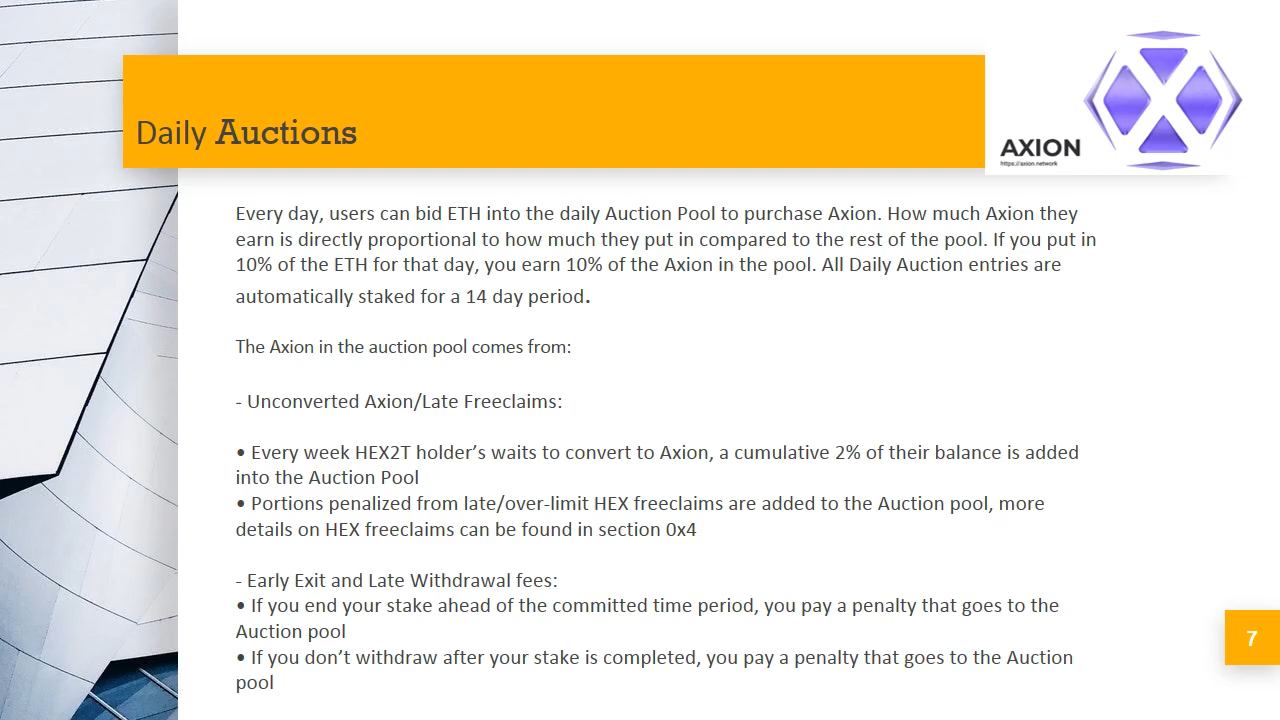 Daily Auctions
AXION
https://axion.network
Every day, users can bid ETH into the daily Auction Pool to purchase Axion. How much Axion they
earn is directly proportional to how much they put in compared to the rest of the pool. If you put in
10% of the ETH for that day, you earn 10% of the Axion in the pool. All Daily Auction entries are
automatically staked for a 14 day period.
The Axion in the auction pool comes from:
- Unconverted Axion/Late Freeclaims:
• Every week HEX2T holder’s waits to convert to Axion, a cumulative 2% of their balance is added
into the Auction Pool
• Portions penalized from late/over-limit HEX freeclaims are added to the Auction pool, more
details on HEX freeclaims can be found in section 0x4
- Early Exit and Late Withdrawal fees:
• If you end your stake ahead of the committed time period, you pay a penalty that goes to the
Auction pool
• If you don’t withdraw after your stake is completed, you pay a penalty that goes to the Auction
pool
7